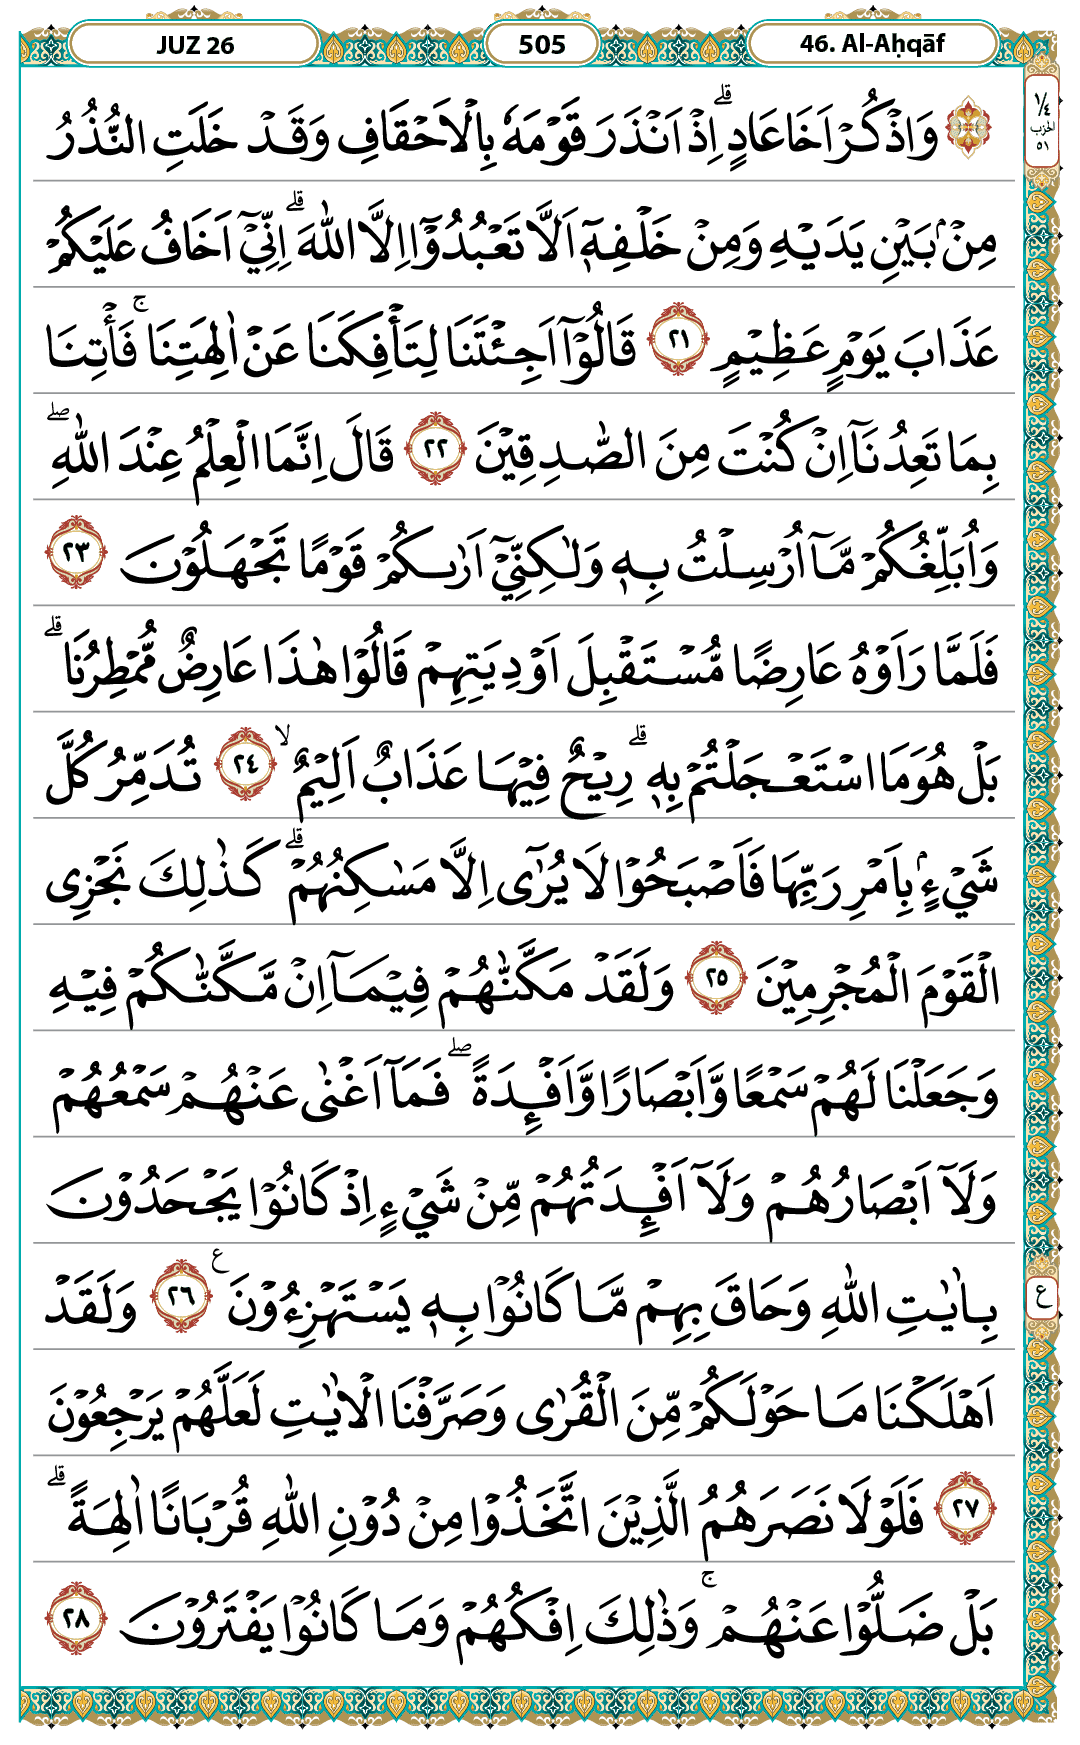 JUZ 26
505
46. Al-Aḥqāf
١/٤
الحزب
٥١
وَاذْكُرْ اَخَا عَادٍۗ اِذْ اَنْذَرَ قَوْمَهٗ بِالْاَحْقَافِ وَقَدْ خَلَتِ النُّذُرُ
مِنْۢ بَيْنِ يَدَيْهِ وَمِنْ خَلْفِهٖٓ اَلَّا تَعْبُدُوْٓا اِلَّا اللّٰهَۗ اِنِّيْٓ اَخَافُ عَلَيْكُمْ
عَذَابَ يَوْمٍ عَظِيْمٍ ٢١ قَالُوْٓا اَجِئْتَنَا لِتَأْفِكَنَا عَنْ اٰلِهَتِنَاۚ فَأْتِنَا
بِمَا تَعِدُنَآ اِنْ كُنْتَ مِنَ الصّٰدِقِيْنَ ٢٢ قَالَ اِنَّمَا الْعِلْمُ عِنْدَ اللّٰهِۖ
وَاُبَلِّغُكُمْ مَّآ اُرْسِلْتُ بِهٖ وَلٰكِنِّيْٓ اَرٰىكُمْ قَوْمًا تَجْهَلُوْنَ ٢٣
فَلَمَّا رَاَوْهُ عَارِضًا مُّسْتَقْبِلَ اَوْدِيَتِهِمْ قَالُوْا هٰذَا عَارِضٌ مُّمْطِرُنَاۗ
بَلْ هُوَ مَا اسْتَعْجَلْتُمْ بِهٖۗ رِيْحٌ فِيْهَا عَذَابٌ اَلِيْمٌۙ ٢٤ تُدَمِّرُ كُلَّ
شَيْءٍۢ بِاَمْرِ رَبِّهَا فَاَصْبَحُوْا لَا يُرٰٓى اِلَّا مَسٰكِنُهُمْۗ كَذٰلِكَ نَجْزِى
الْقَوْمَ الْمُجْرِمِيْنَ ٢٥ وَلَقَدْ مَكَّنّٰهُمْ فِيْمَآ اِنْ مَّكَّنّٰكُمْ فِيْهِ
وَجَعَلْنَا لَهُمْ سَمْعًا وَّاَبْصَارًا وَّاَفْـِٕدَةًۖ فَمَآ اَغْنٰى عَنْهُمْ سَمْعُهُمْ
وَلَآ اَبْصَارُهُمْ وَلَآ اَفْـِٕدَتُهُمْ مِّنْ شَيْءٍ اِذْ كَانُوْا يَجْحَدُوْنَ
بِاٰيٰتِ اللّٰهِ وَحَاقَ بِهِمْ مَّا كَانُوْا بِهٖ يَسْتَهْزِءُوْنَ ࣖ ٢٦ وَلَقَدْ
ع
اَهْلَكْنَا مَا حَوْلَكُمْ مِّنَ الْقُرٰى وَصَرَّفْنَا الْاٰيٰتِ لَعَلَّهُمْ يَرْجِعُوْنَ
٢٧ فَلَوْلَا نَصَرَهُمُ الَّذِيْنَ اتَّخَذُوْا مِنْ دُوْنِ اللّٰهِ قُرْبَانًا اٰلِهَةًۗ
بَلْ ضَلُّوْا عَنْهُمْۚ وَذٰلِكَ اِفْكُهُمْ وَمَا كَانُوْا يَفْتَرُوْنَ ٢٨